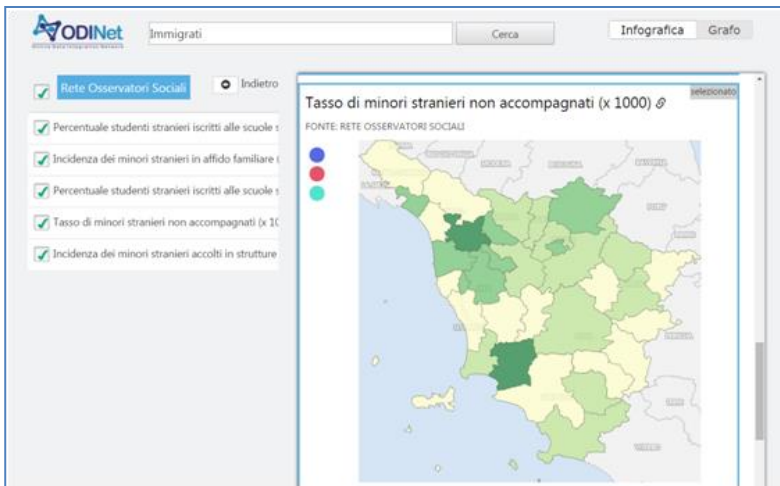 ODINet
Immigrati
Cerca
Infografica
Grafo
Rete Osservatori Sociali
Indietro
Percentuale studenti stranieri iscritti alle scuole s
Incidenza dei minori stranieri in affido familiare (
Percentuale studenti stranieri iscritti alle scuole s
Tasso di minori stranieri non accompagnati (x 10
Incidenza dei minori stranieri accolti in strutture
selezionato
Tasso di minori stranieri non accompagnati (x 1000)
FONTE: RETE OSSERVATORI SOCIALI